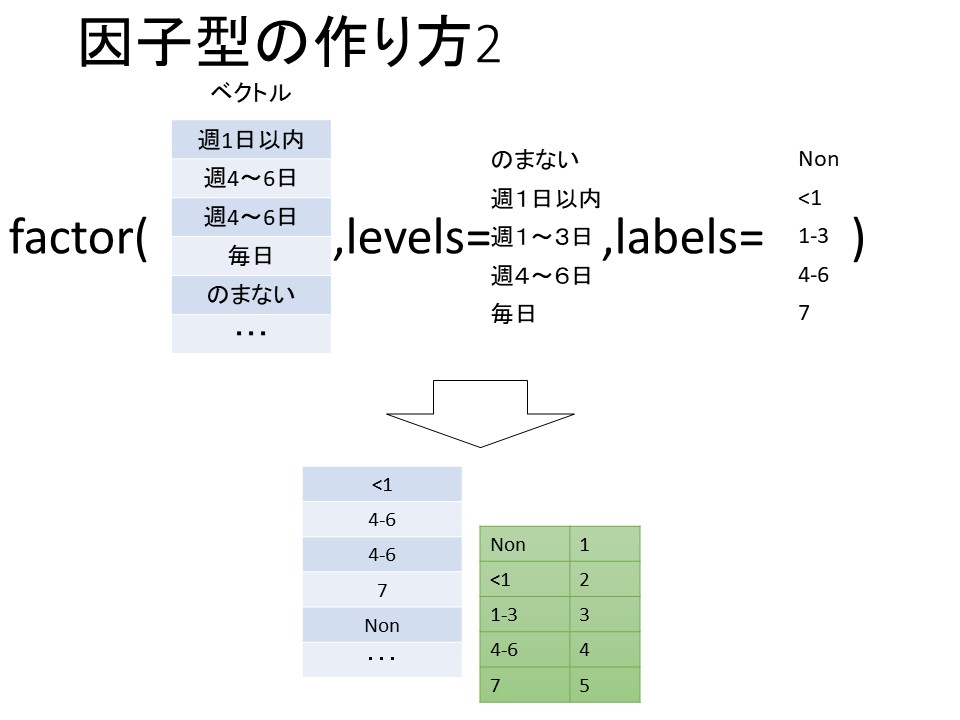 因子型の作り方2
ベクトル
週1日以内
週4～6日
週4～6日
毎日
のまない
・・・
factor(
,levels=
のまない
週１日以内
週１～３日
週４～６日
毎日
,labels=
Non
<1
1-3
4-6
7
)
<1
4-6
4-6
7
Non
・・・
Non 1
<1 2
1-3 3
4-6 4
7 5